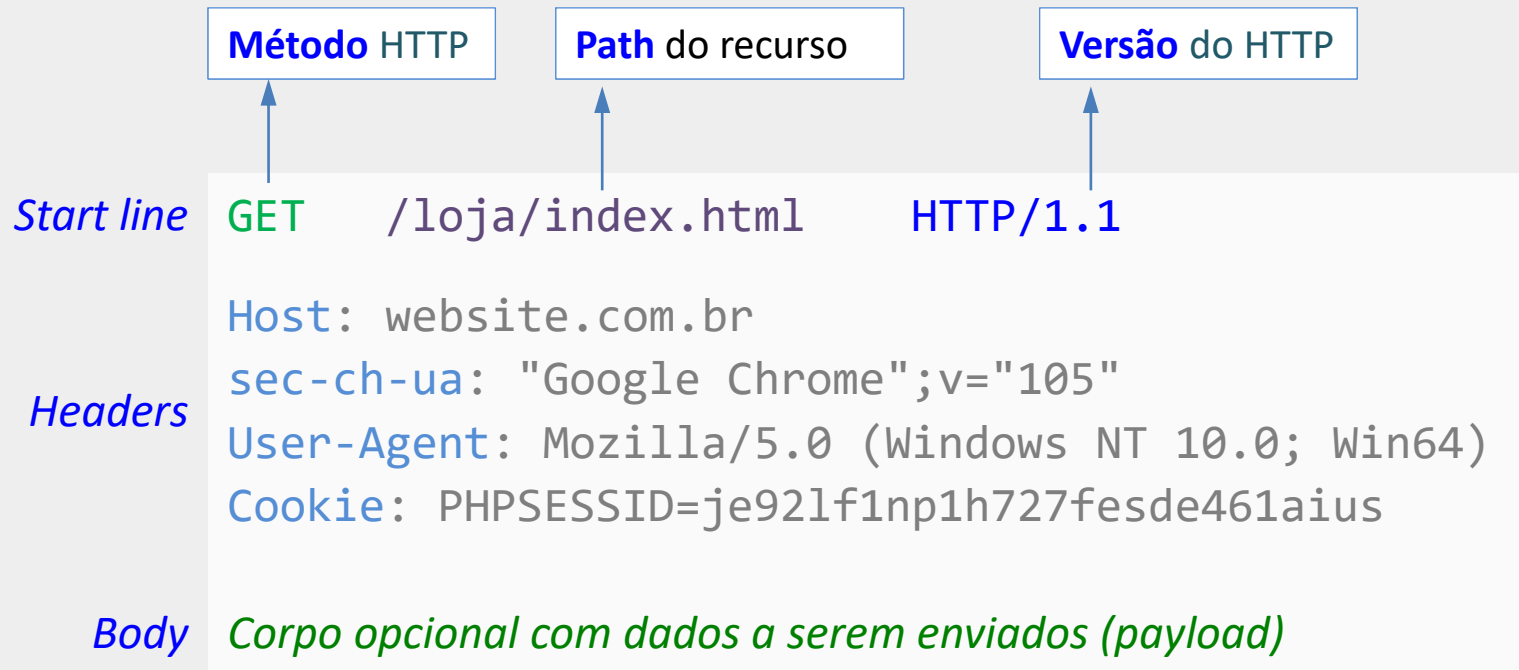 Método HTTP
Path do recurso
Versão do HTTP
Start line
GET /loja/index.html HTTP/1.1
Headers
Host: website.com.br
sec-ch-ua: "Google Chrome";v="105"
User-Agent: Mozilla/5.0 (Windows NT 10.0; Win64)
Cookie: PHPSESSID=je92lf1np1h727fesde461aius
Body
Corpo opcional com dados a serem enviados (payload)